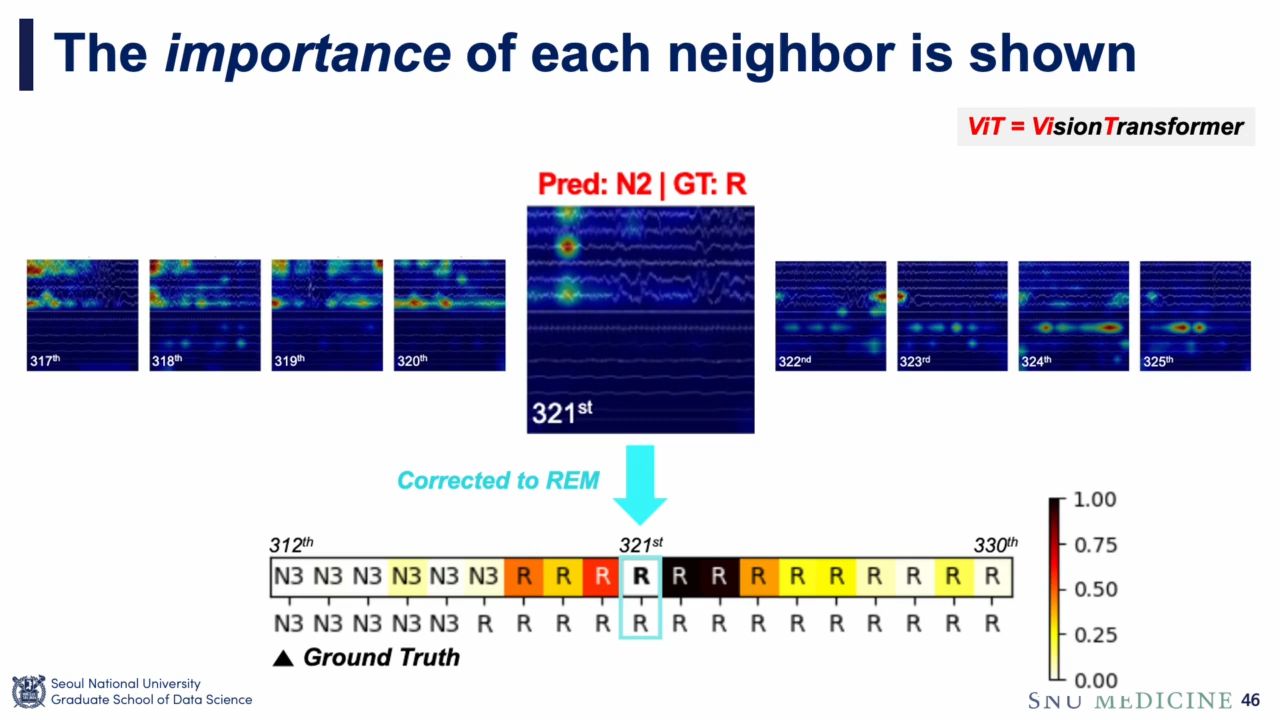 The importance of each neighbor is shown
ViT = VisionTransformer
Pred: N2 | GT: R
317th
318th
319th
320th
321st
322nd
323rd
324th
325th
Corrected to REM
312th 321st 330th
N3 N3 N3 N3 N3 N3 R R R R R R R R R R R R R
N3 N3 N3 N3 N3 R R R R R R R R R R R R R R
▲ Ground Truth
1.00
0.75
0.50
0.25
0.00
Seoul National University
Graduate School of Data Science
SNU MEDICINE 46